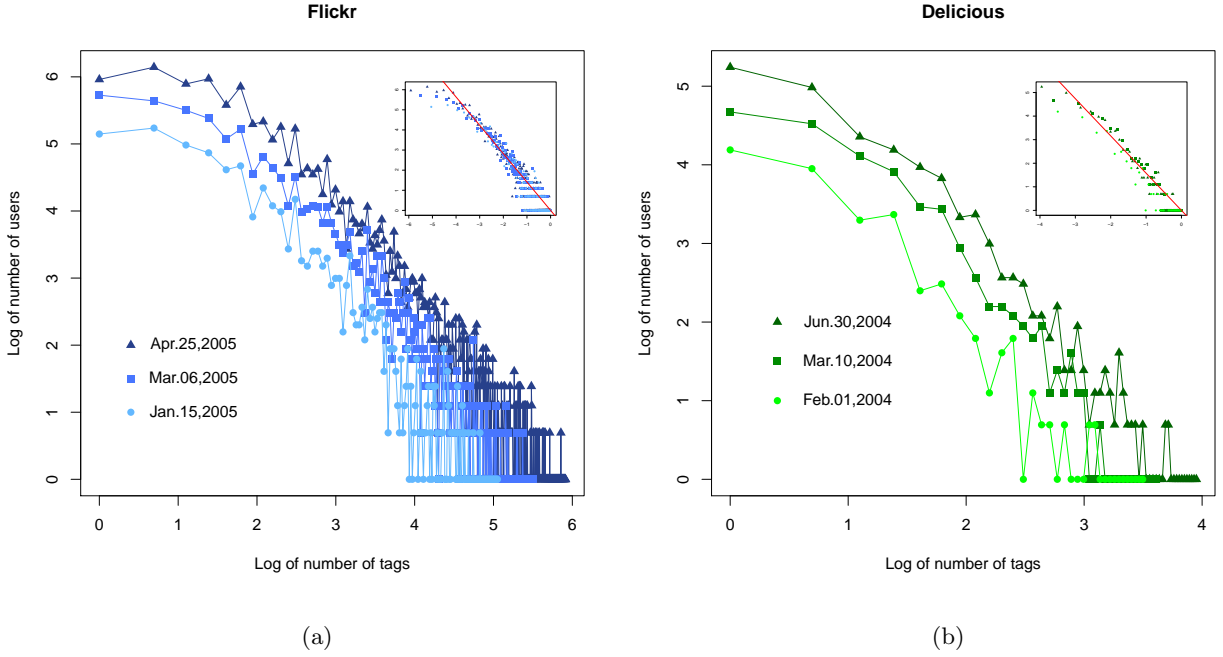 Flickr
Log of number of users
6
5
4
3
2
1
0
Apr.25,2005
Mar.06,2005
Jan.15,2005
0 1 2 3 4 5 6
Log of number of tags
(a)
Delicious
Log of number of users
5
4
3
2
1
0
Jun.30,2004
Mar.10,2004
Feb.01,2004
0 1 2 3 4
Log of number of tags
(b)